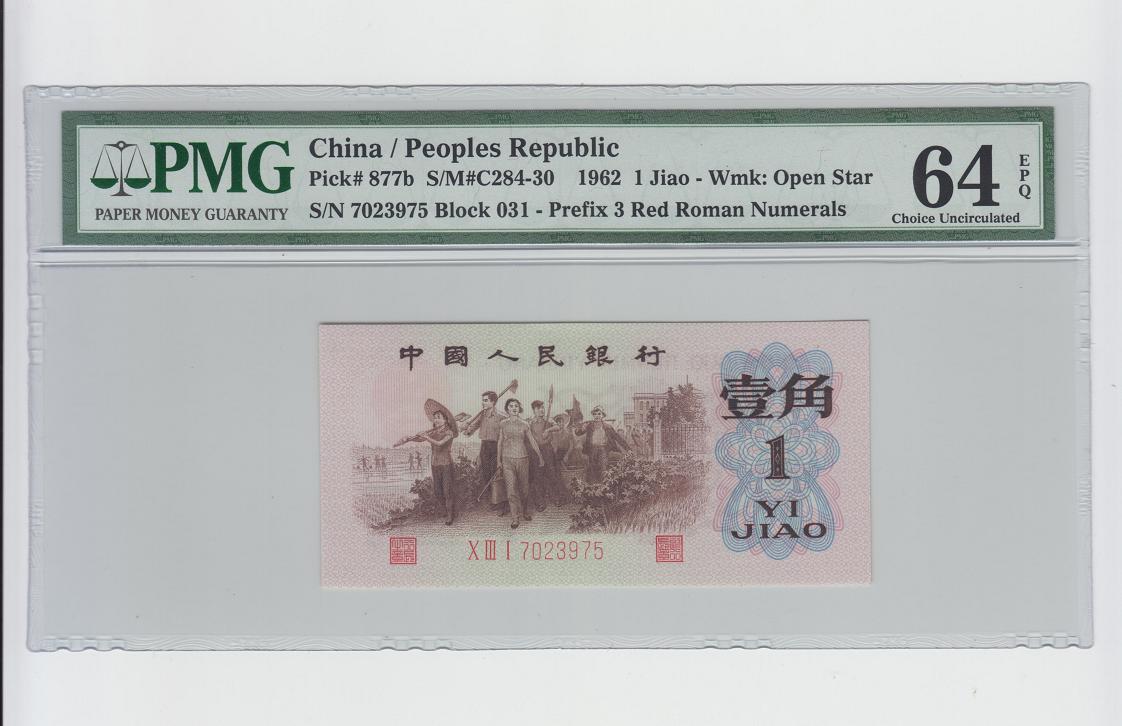 PMG
PAPER MONEY GUARANTY
China / Peoples Republic
Pick# 877b S/M#C284-30 1962 1 Jiao - Wmk: Open Star
S/N 7023975 Block 031 - Prefix 3 Red Roman Numerals
64
EPQ
Choice Uncirculated
中國人民銀行
壹角
1
YI
JIAO
X III I 7023975